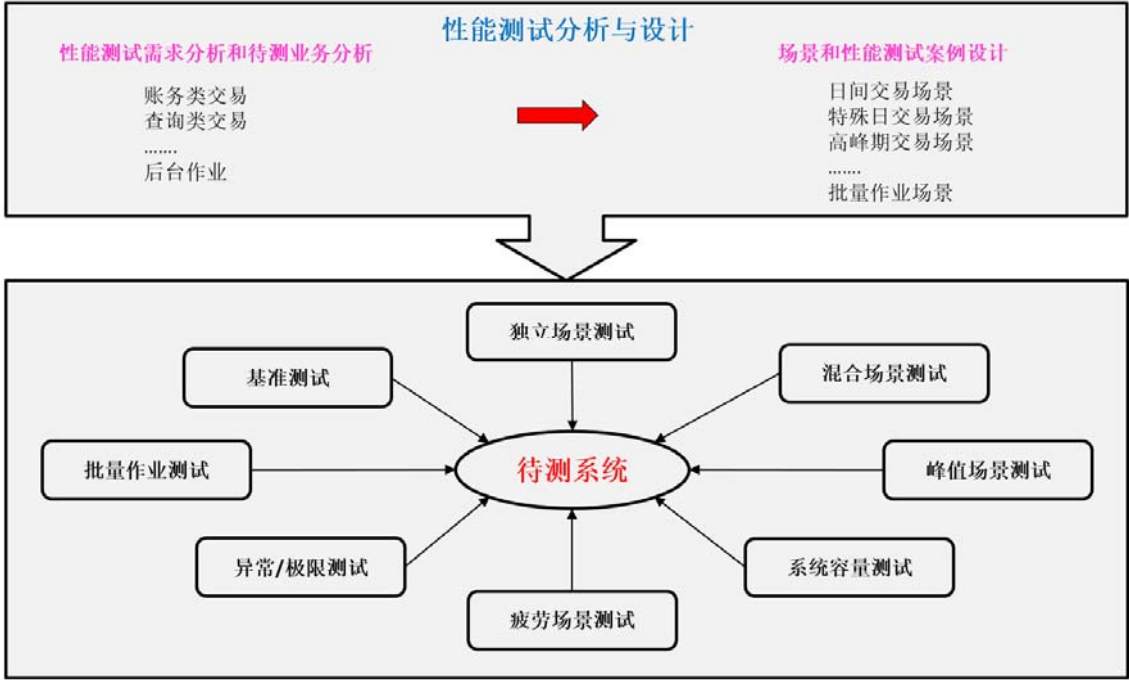 性能测试分析与设计
性能测试需求分析和待测业务分析
账务类交易
查询类交易
.......
后台作业
场景和性能测试案例设计
日间交易场景
特殊日交易场景
高峰期交易场景
.......
批量作业场景
独立场景测试
基准测试
混合场景测试
批量作业测试
待测系统
峰值场景测试
异常/极限测试
系统容量测试
疲劳场景测试